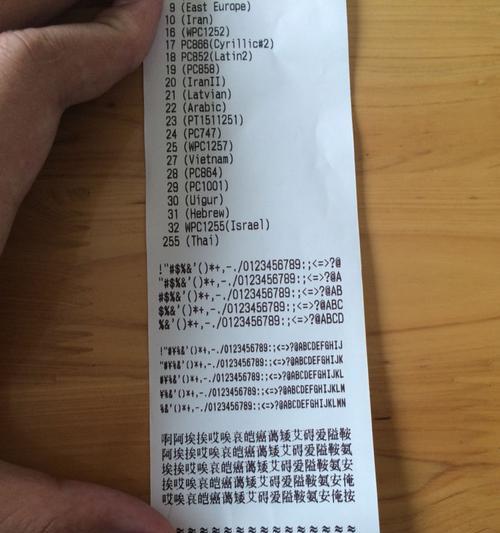 9 (East Europe)
10 (Iran)
16 (WPC1252)
17 PC866(Cyrillic#2)
18 PC852(Latin2)
19 (PC858)
20 (IranII)
21 (Latvian)
22 (Arabic)
23 (PT1511251)
24 (PC747)
25 (WPC1257)
27 (Vietnam)
28 (PC864)
29 (PC1001)
30 (Uigur)
31 (Hebrew)
32 WPC1255(Israel)
255 (Thai)
!"#$%&'()*+,-./0123456789:;<=>?@
"#$%&'()*+,-./0123456789:;<=>?@A
#$%&'()*+,-./0123456789:;<=>?@AB
$%&'()*+,-./0123456789:;<=>?@ABC
%&'()*+,-./0123456789:;<=>?@ABCD
!"#¥%&'()*+,-./0123456789:;<=>?@ABCDEFGHIJ
"#¥%&'()*+,-./0123456789:;<=>?@ABCDEFGHIJK
#¥%&'()*+,-./0123456789:;<=>?@ABCDEFGHIJKL
¥%&'()*+,-./0123456789:;<=>?@ABCDEFGHIJKLM
%&'()*+,-./0123456789:;<=>?@ABCDEFGHIJKLMN
啊阿埃挨哎唉哀皑癌蔼矮艾碍爱隘鞍
阿埃挨哎唉哀皑癌蔼矮艾碍爱隘鞍氨
埃挨哎唉哀皑癌蔼矮艾碍爱隘鞍氨安
挨哎唉哀皑癌蔼矮艾碍爱隘鞍氨安俺
哎唉哀皑癌蔼矮艾碍爱隘鞍氨安俺按